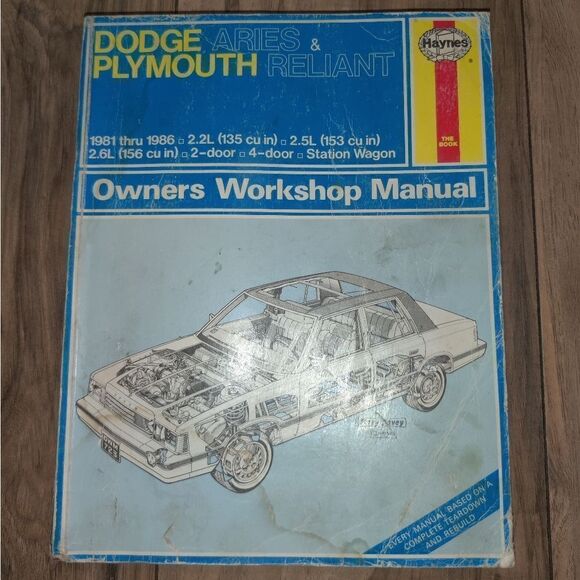 DODGE ARIES &
PLYMOUTH RELIANT
Haynes
®
THE
BOOK
1981 thru 1986 □ 2.2L (135 cu in) □ 2.5L (153 cu in)
2.6L (156 cu in) □ 2-door □ 4-door □ Station Wagon
Owners Workshop Manual
EVERY MANUAL BASED ON A
COMPLETE TEARDOWN
AND REBUILD